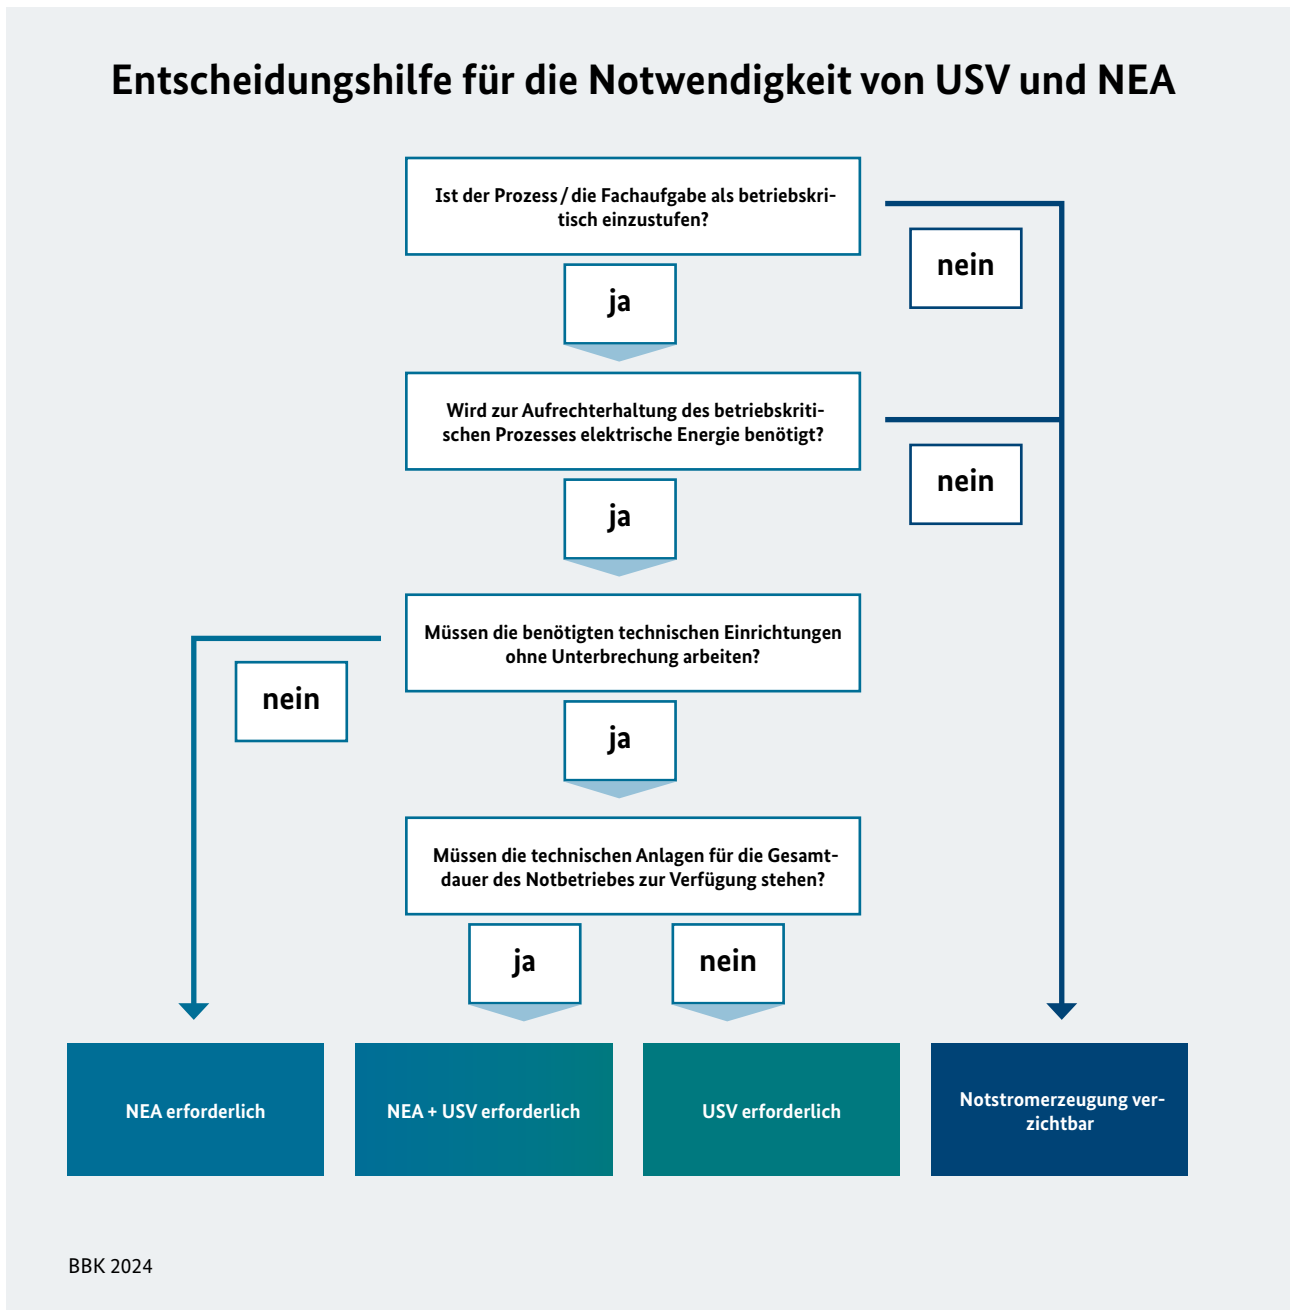 Entscheidungshilfe für die Notwendigkeit von USV und NEA
Ist der Prozess / die Fachaufgabe als betriebskri-
tisch einzustufen?
nein
ja
Wird zur Aufrechterhaltung des betriebskriti-
schen Prozesses elektrische Energie benötigt?
nein
ja
Müssen die benötigten technischen Einrichtungen
ohne Unterbrechung arbeiten?
nein
ja
Müssen die technischen Anlagen für die Gesamt-
dauer des Notbetriebes zur Verfügung stehen?
ja
nein
NEA erforderlich
NEA + USV erforderlich
USV erforderlich
Notstromerzeugung ver-
zichtbar
BBK 2024